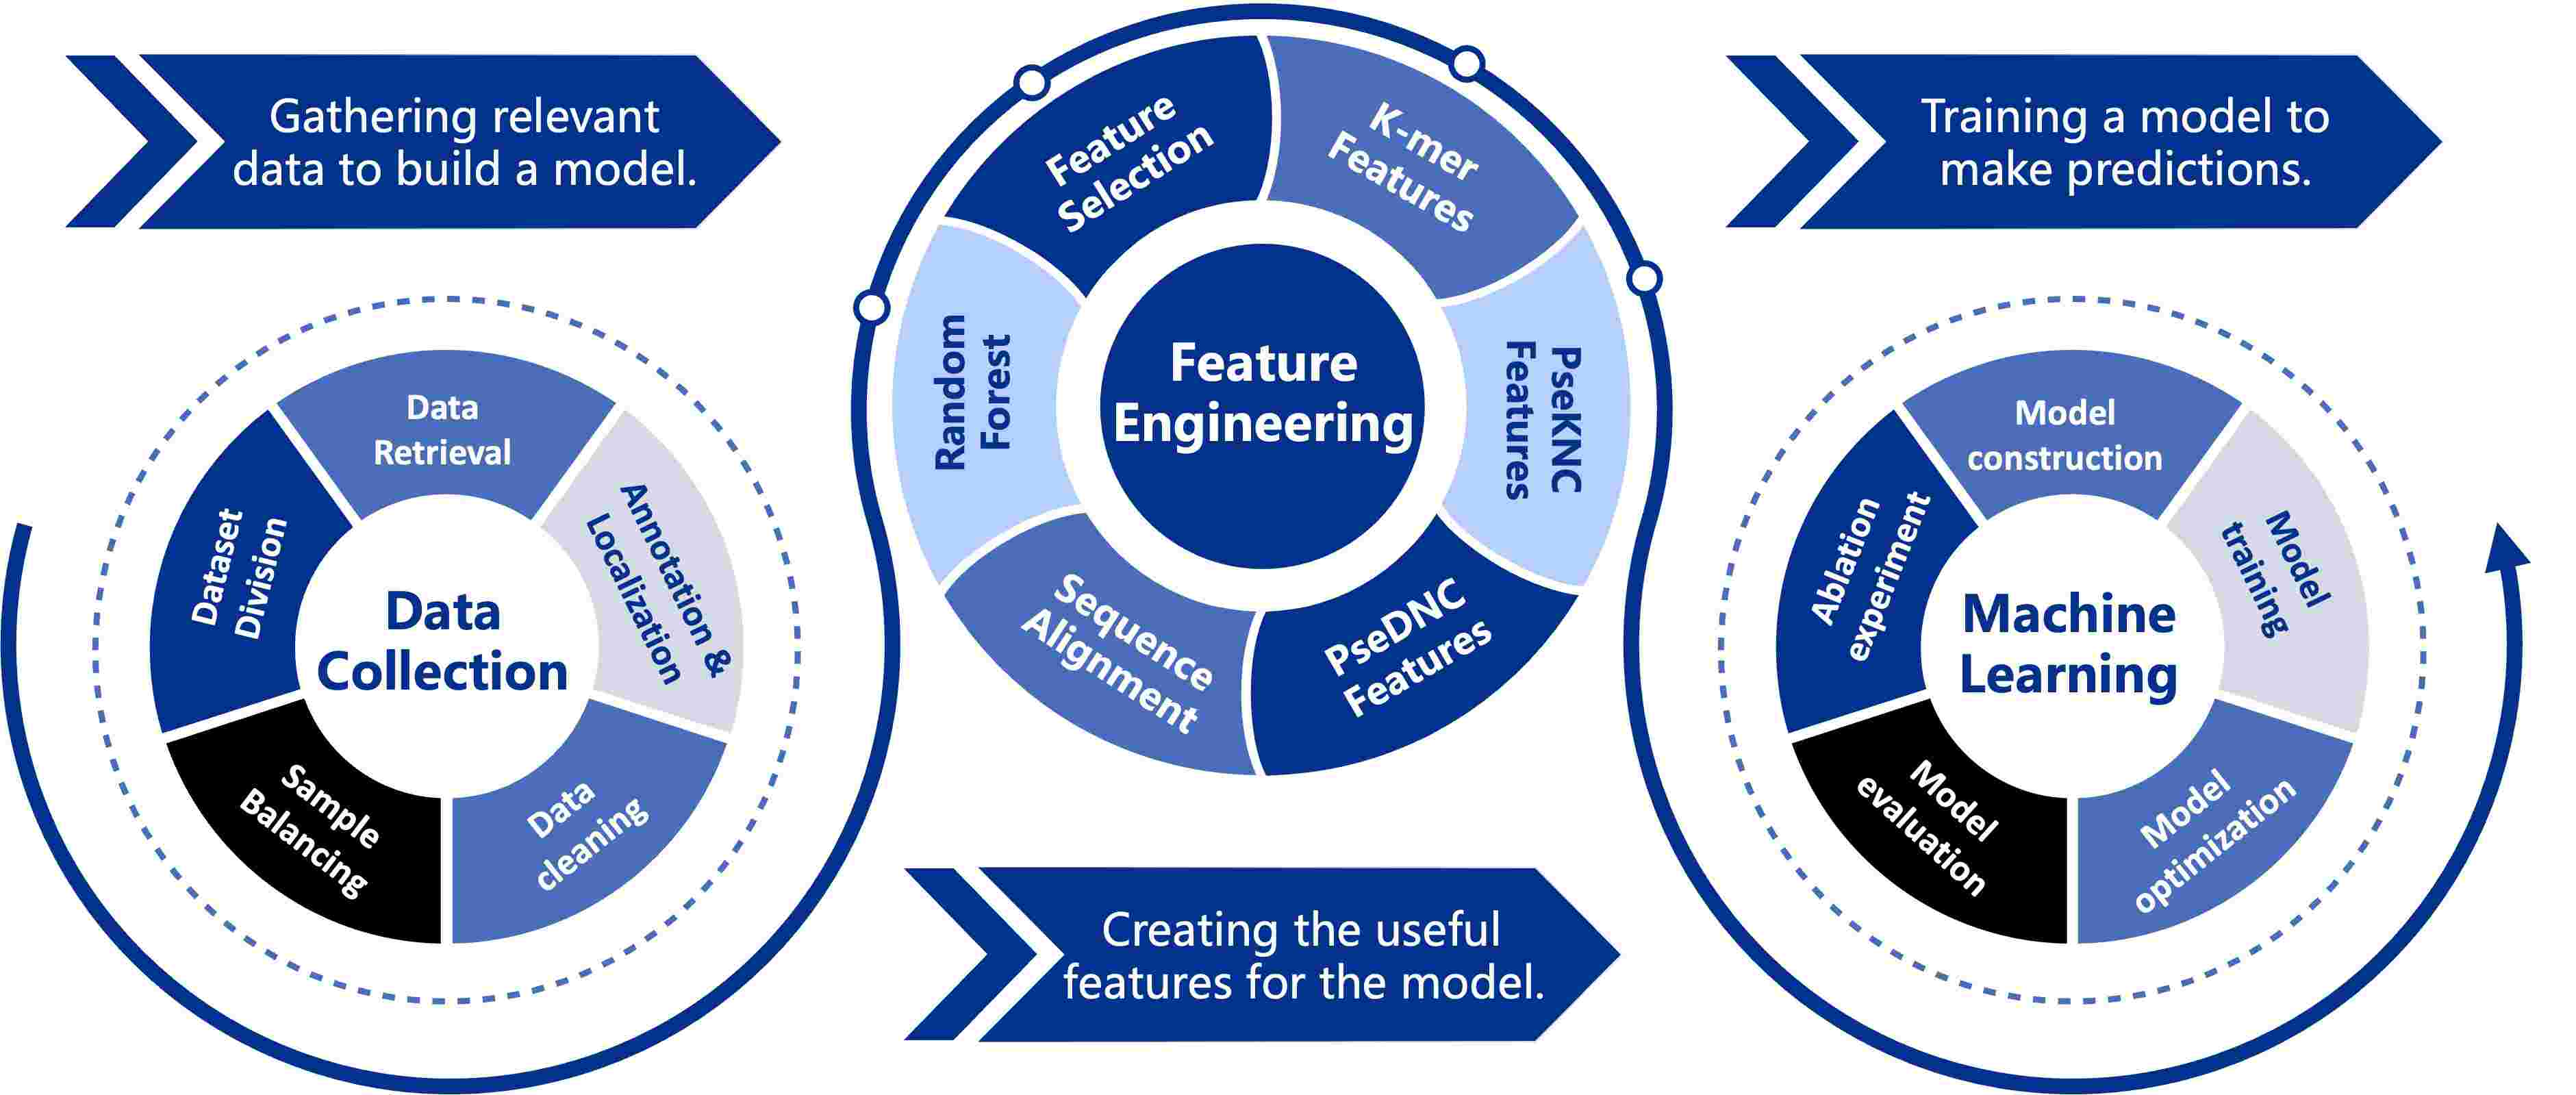 Gathering relevant
data to build a model.
Data
Retrieval
Annotation &
Localization
Data
cleaning
Sample
Balancing
Dataset
Division
Data
Collection
Feature
Selection
K-mer
Features
PseKNC
Features
PseDNC
Features
Sequence
Alignment
Random
Forest
Feature
Engineering
Creating the useful
features for the model.
Training a model to
make predictions.
Model
construction
Model
training
Model
optimization
Model
evaluation
Ablation
experiment
Machine
Learning